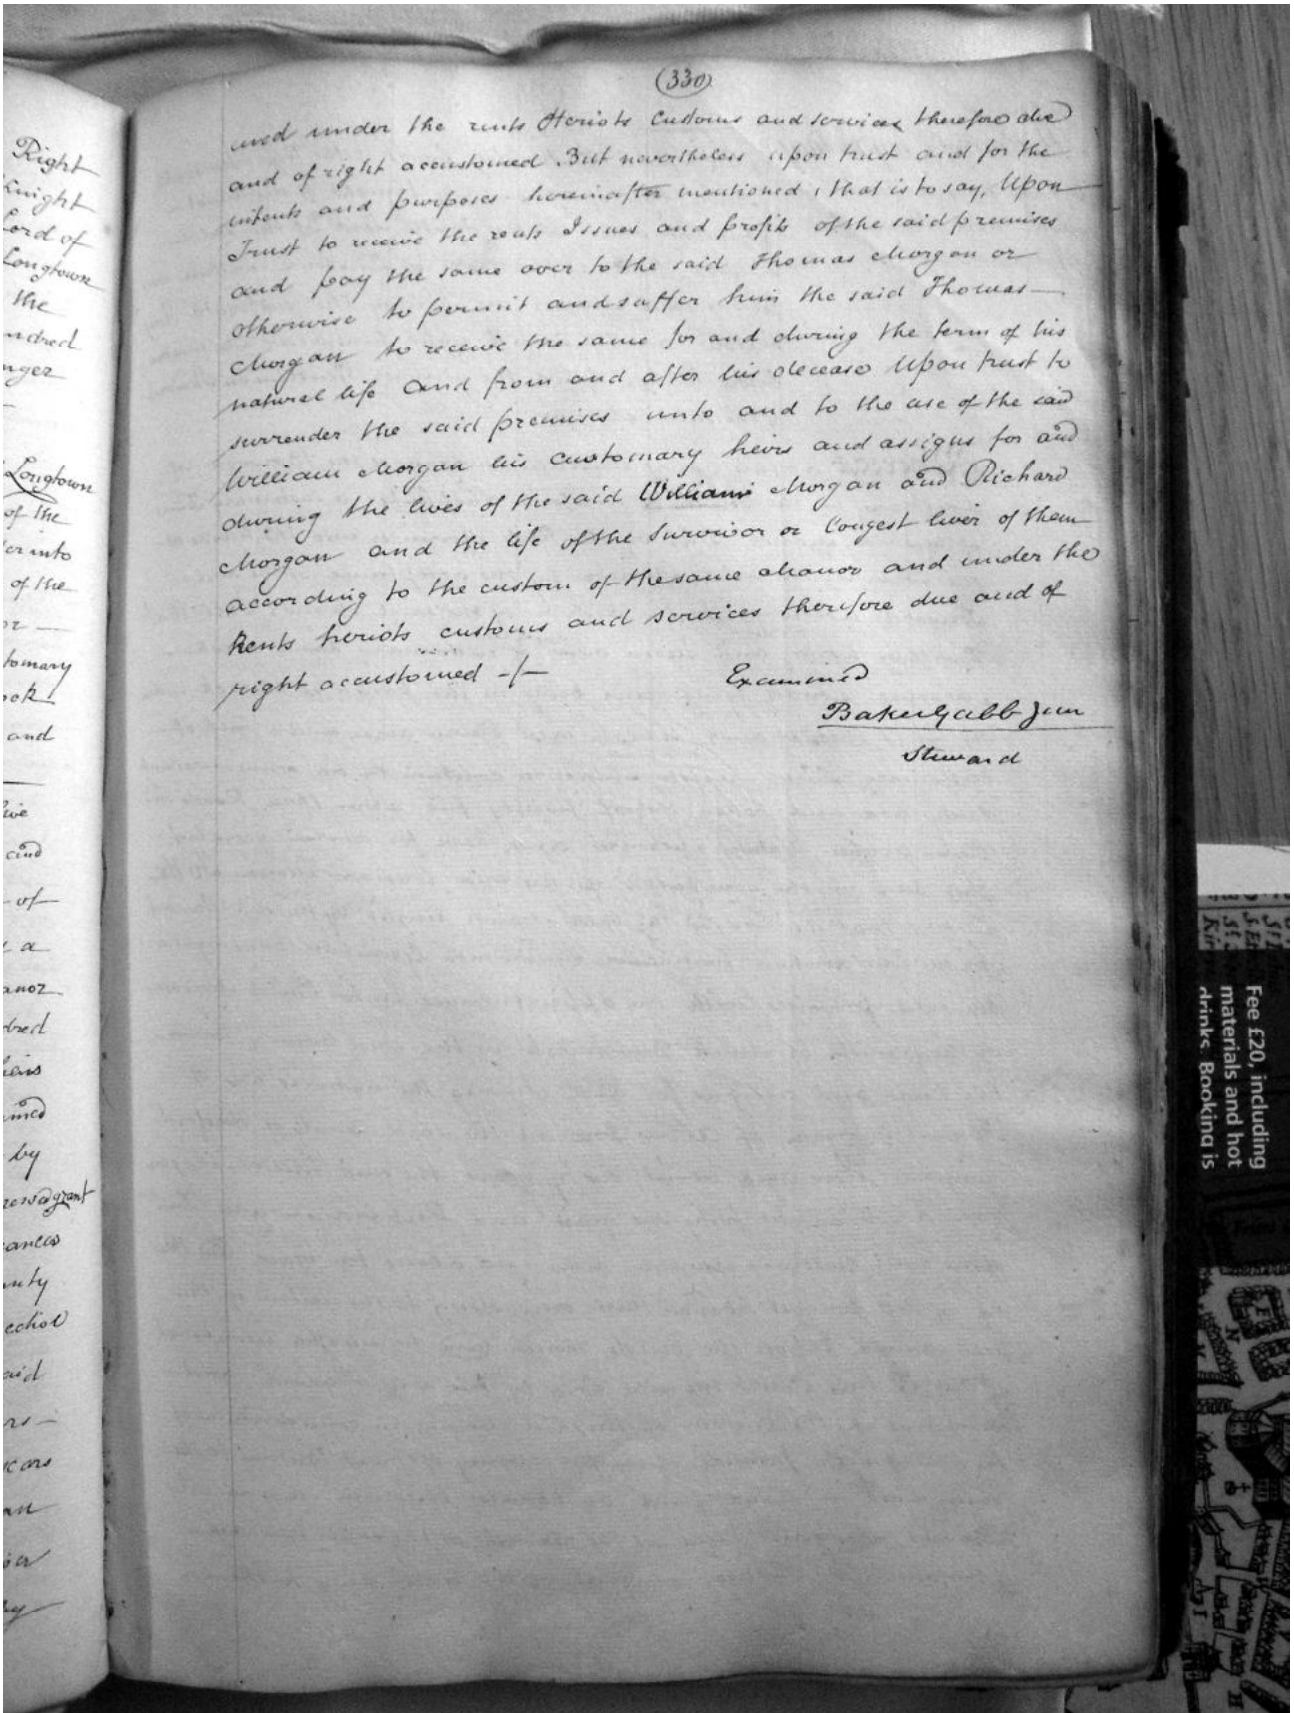 Right
Knight
Lord of
Longtown
the
Longtown
of the
of the
and
and
of
a
by
(330)
under the rents Heriots Customs and services therefore due
and of right accustomed But nevertheless upon trust and for the
intents and purposes hereinafter mentioned, that is to say, Upon
Trust to receive the rents Issues and profits of the said premises
and pay the same over to the said Thomas Morgan or
otherwise to permit and suffer him the said Thomas —
Morgan to receive the same for and during the term of his
natural life and from and after his decease Upon trust to
surrender the said premises unto and to the use of the said
William Morgan his customary heirs and assigns for and
during the lives of the said William Morgan and Richard
Morgan and the life of the Survivor or longest liver of them
according to the custom of the same Manor and under the
Rents heriots customs and services therefore due and of
right accustomed -/-
Examined
Baker Gabb Jun
Steward
Fee £20, including
materials and hot
drinks. Booking is